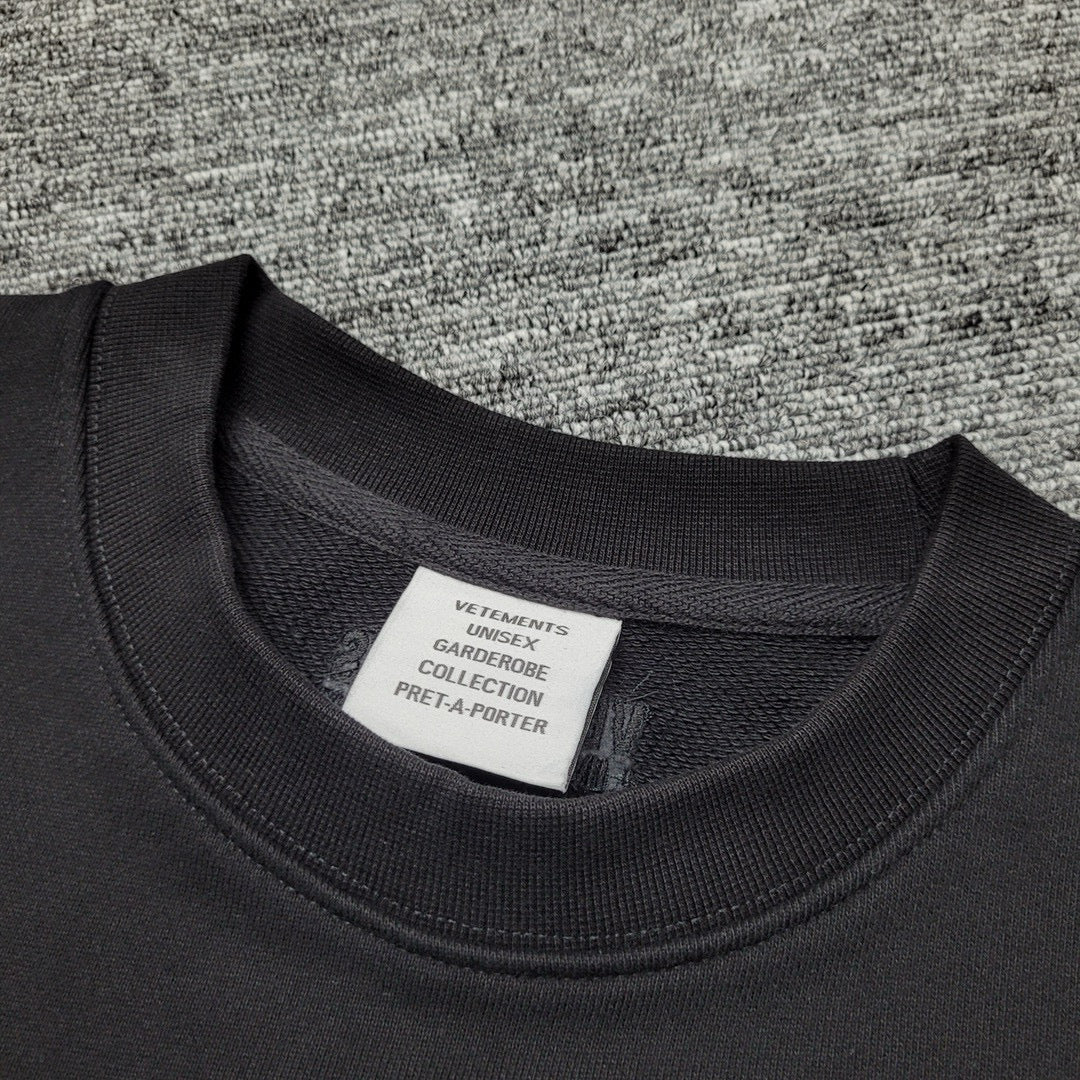 VETEMENTS
UNISEX
GARDEROBE
COLLECTION
PRET-A-PORTER